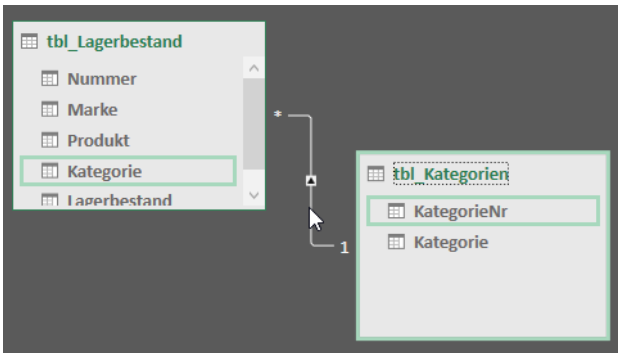 tbl_Lagerbestand
Nummer
Marke
Produkt
Kategorie
Lagerbestand
*
1
tbl_Kategorien
KategorieNr
Kategorie